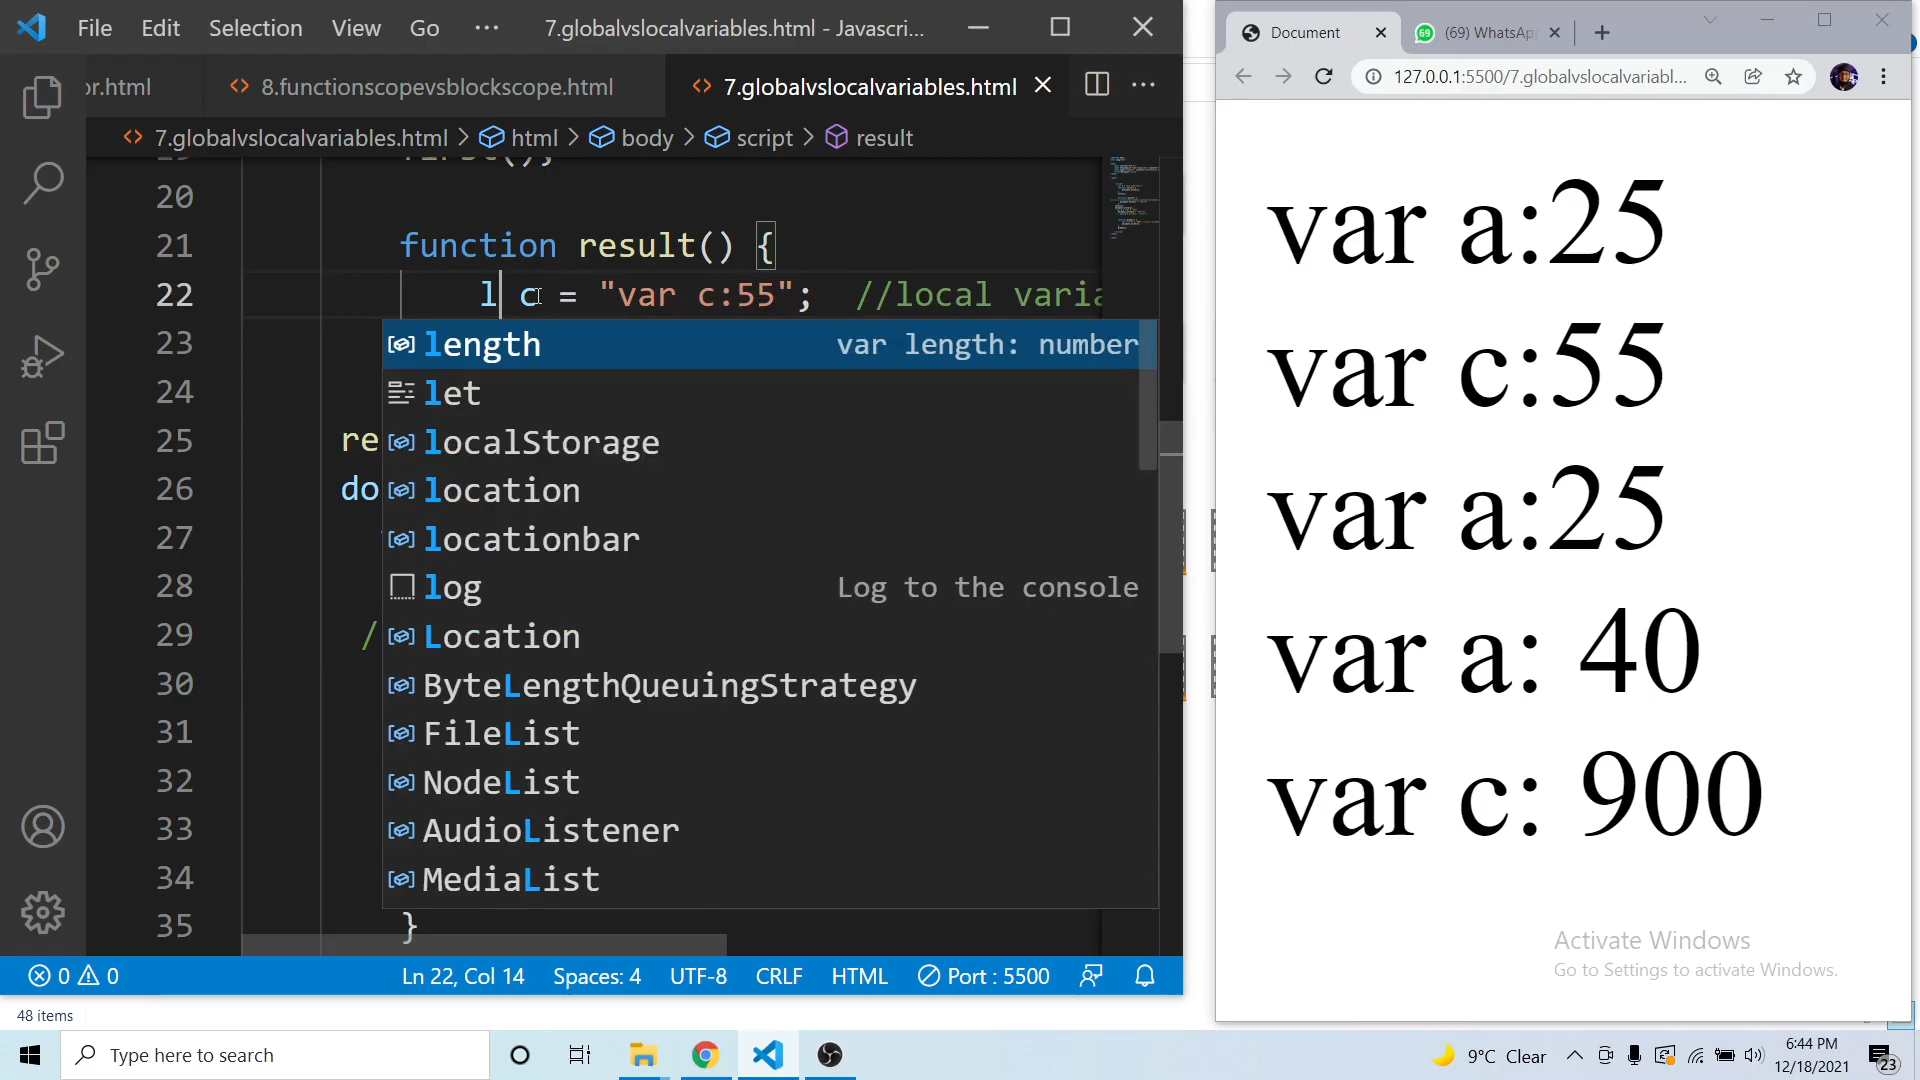 File Edit Selection View Go ··· 7.globalvslocalvariables.html - Javascri...
or.html 8.functionscopevsblockscope.html 7.globalvslocalvariables.html
7.globalvslocalvariables.html > html > body > script > result
20
21 function result() {
22 l c = "var c:55"; //local varia
23 length var length: number
24 let
25 re localStorage
26 do location
27 locationbar
28 log Log to the console
29 / Location
30 ByteLengthQueuingStrategy
31 FileList
32 NodeList
33 AudioListener
34 MediaList
35 }
0 0 Ln 22, Col 14 Spaces: 4 UTF-8 CRLF HTML Port : 5500
48 items
Document (69) WhatsAp
127.0.0.1:5500/7.globalvslocalvariabl...
var a:25
var c:55
var a:25
var a: 40
var c: 900
Activate Windows
Go to Settings to activate Windows.
Type here to search
9°C Clear
6:44 PM
12/18/2021
23